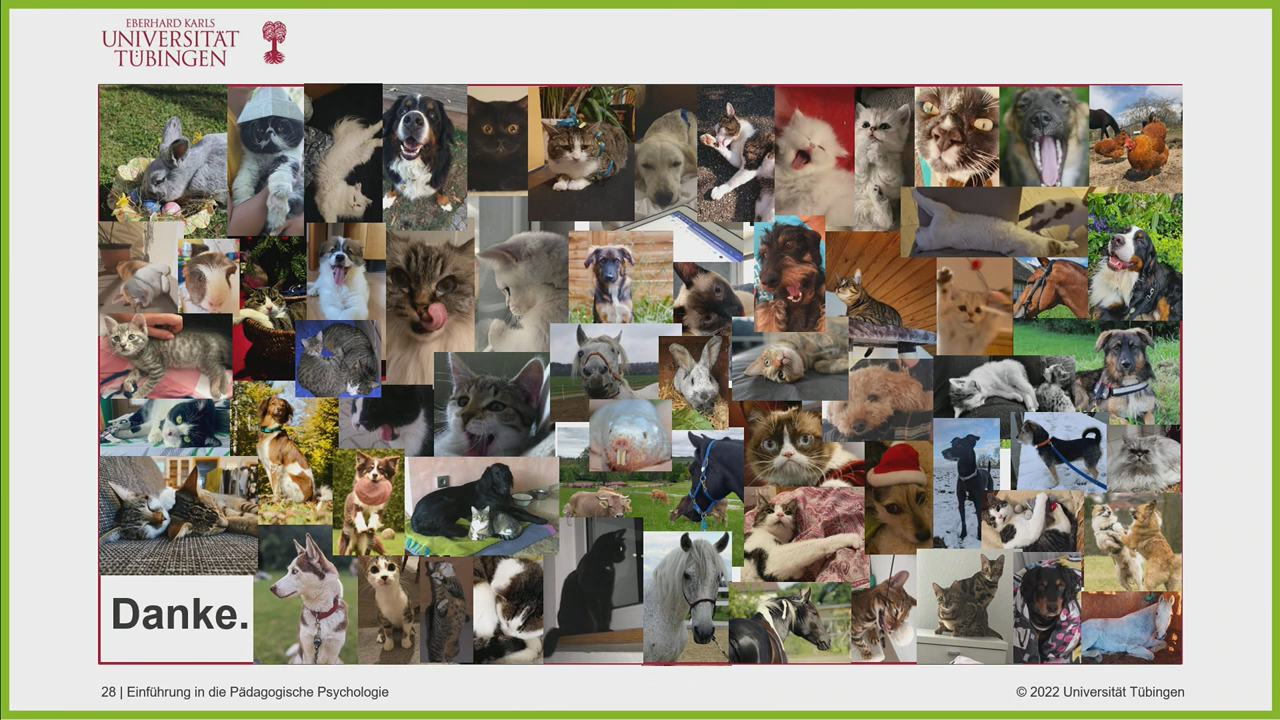 EBERHARD KARLS
UNIVERSITÄT
TÜBINGEN
Danke.
28 | Einführung in die Pädagogische Psychologie
© 2022 Universität Tübingen